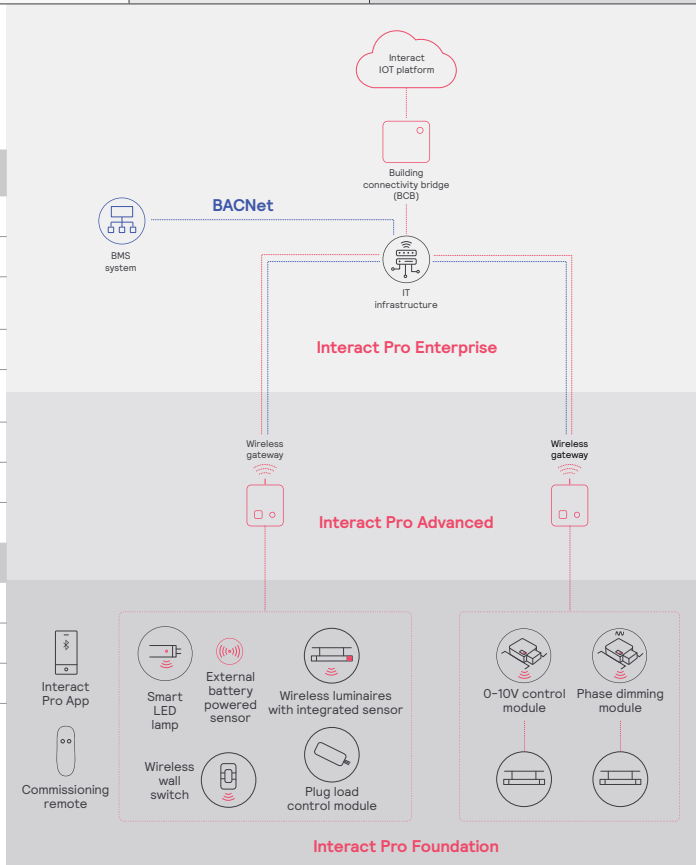 Interact
IOT platform
Building
connectivity bridge
(BCB)
BACNet
BMS
system
IT
infrastructure
Interact Pro Enterprise
Wireless
gateway
Wireless
gateway
Interact Pro Advanced
Interact
Pro App
Smart
LED
lamp
External
battery
powered
sensor
Wireless luminaires
with integrated sensor
0-10V control
module
Phase dimming
module
Commissioning
remote
Wireless
wall
switch
Plug load
control module
Interact Pro Foundation